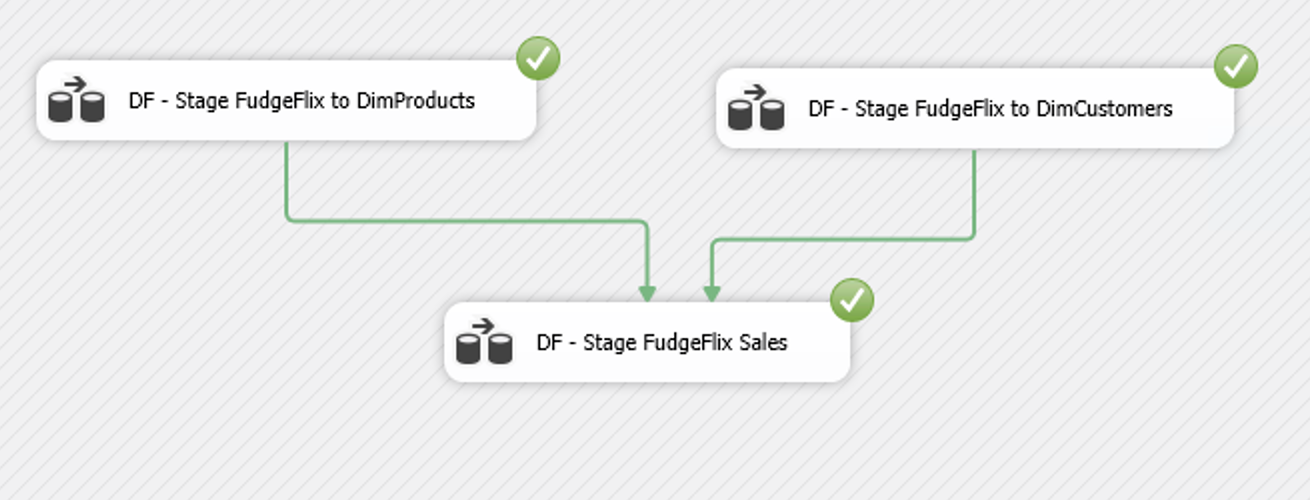 DF - Stage FudgeFlix to DimProducts
DF - Stage FudgeFlix to DimCustomers
DF - Stage FudgeFlix Sales